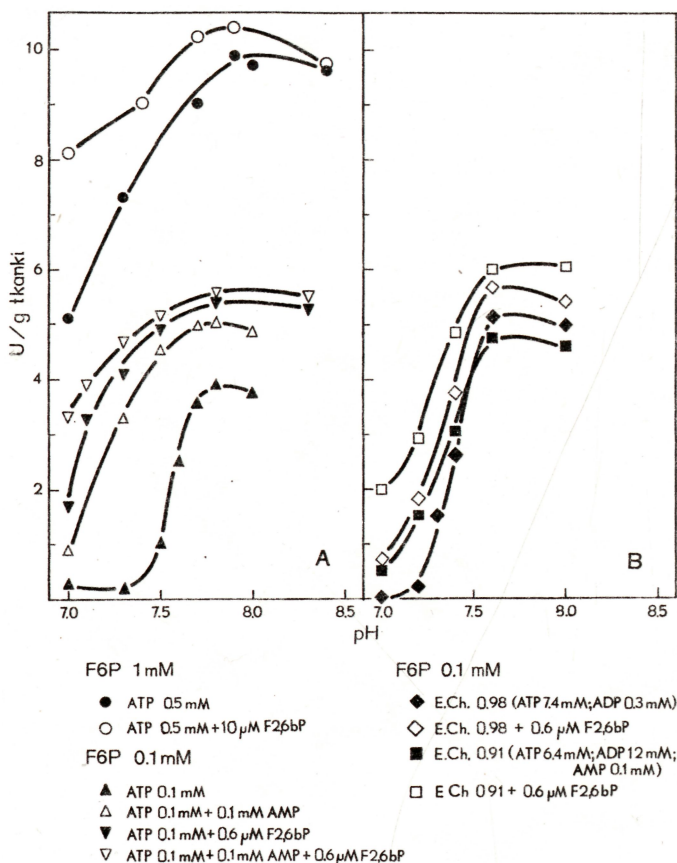 10
8
6
4
2
U/g tkanki
A
B
7.0 7.5 8.0 8.5 7.0 7.5 8.0 8.5
pH
F6P 1 mM
ATP 0.5 mM
ATP 0.5 mM + 10 μM F2,6bP
F6P 0.1 mM
ATP 0.1 mM
ATP 0.1 mM + 0.1 mM AMP
ATP 0.1 mM + 0.6 μM F2,6bP
ATP 0.1 mM + 0.1 mM AMP + 0.6 μM F2,6bP
F6P 0.1 mM
E.Ch. 0.98 (ATP 7.4 mM; ADP 0.3 mM)
E.Ch. 0.98 + 0.6 μM F2,6bP
E.Ch. 0.91 (ATP 6.4 mM; ADP 1.2 mM;
AMP 0.1 mM)
E Ch 0.91 + 0.6 μM F2,6bP